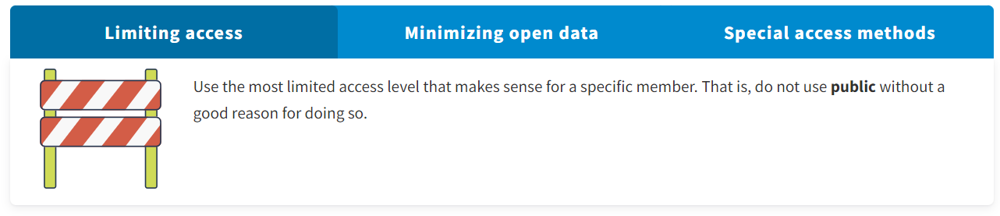 Limiting access
Minimizing open data
Special access methods
Use the most limited access level that makes sense for a specific member. That is, do not use public without a
good reason for doing so.